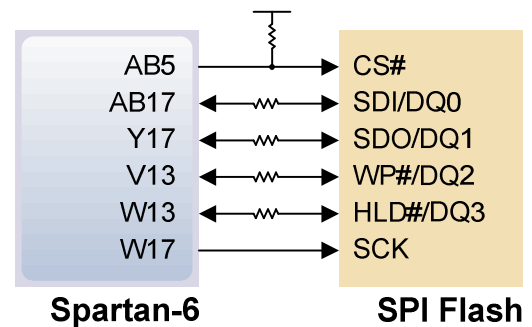 AB5 CS#
AB17 SDI/DQ0
Y17 SDO/DQ1
V13 WP#/DQ2
W13 HLD#/DQ3
W17 SCK
Spartan-6 SPI Flash